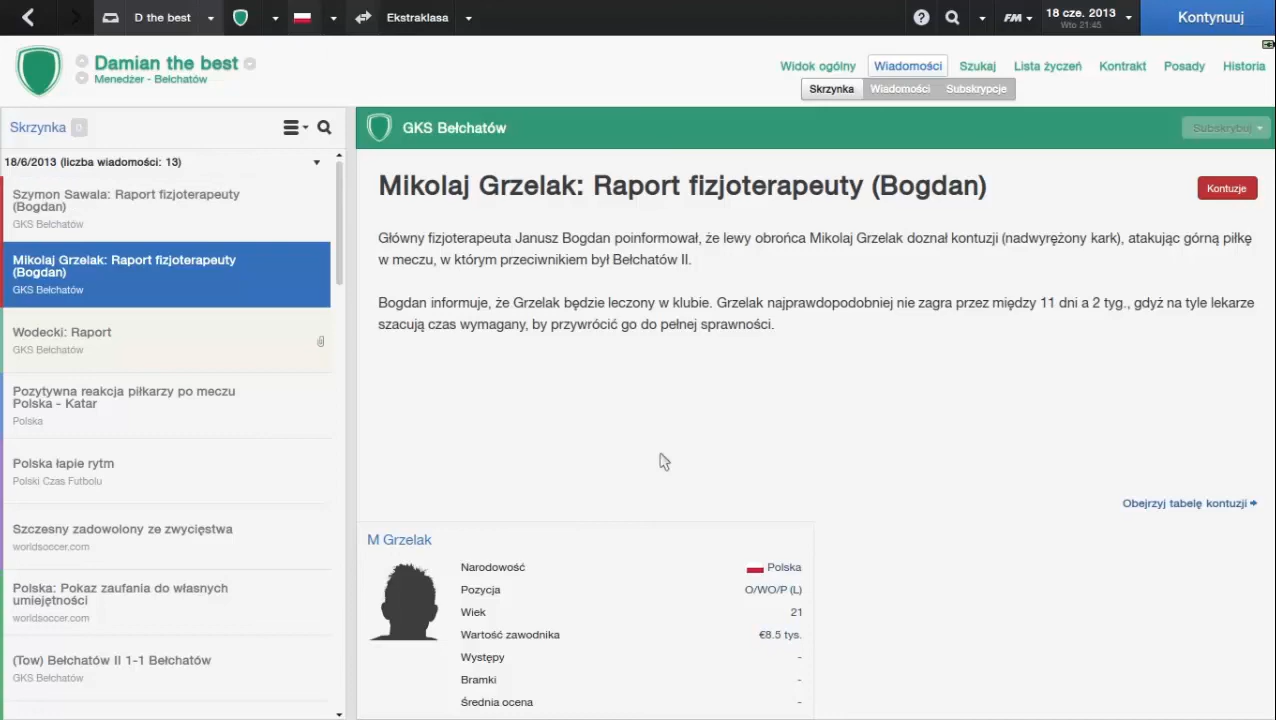 D the best
Ekstraklasa
FM
18 cze. 2013
Wto 21:45
Kontynuuj
Damian the best
Menedżer - Bełchatów
Widok ogólny
Wiadomości
Szukaj
Lista życzeń
Kontrakt
Posady
Historia
Skrzynka
Wiadomości
Subskrypcje
Skrzynka 0
18/6/2013 (liczba wiadomości: 13)
Szymon Sawala: Raport fizjoterapeuty
(Bogdan)
GKS Bełchatów
Mikolaj Grzelak: Raport fizjoterapeuty
(Bogdan)
GKS Bełchatów
Wodecki: Raport
GKS Bełchatów
Pozytywna reakcja piłkarzy po meczu
Polska - Katar
Polska
Polska łapie rytm
Polski Czas Futbolu
Szczesny zadowolony ze zwycięstwa
worldsoccer.com
Polska: Pokaz zaufania do własnych
umiejętności
worldsoccer.com
(Tow) Bełchatów II 1-1 Bełchatów
GKS Bełchatów
GKS Bełchatów
Subskrybuj
Mikolaj Grzelak: Raport fizjoterapeuty (Bogdan)
Kontuzje
Główny fizjoterapeuta Janusz Bogdan poinformował, że lewy obrońca Mikolaj Grzelak doznał kontuzji (nadwyrężony kark), atakując górną piłkę
w meczu, w którym przeciwnikiem był Bełchatów II.
Bogdan informuje, że Grzelak będzie leczony w klubie. Grzelak najprawdopodobniej nie zagra przez między 11 dni a 2 tyg., gdyż na tyle lekarze
szacują czas wymagany, by przywrócić go do pełnej sprawności.
Obejrzyj tabelę kontuzji
M Grzelak
Narodowość Polska
Pozycja O/WO/P (L)
Wiek 21
Wartość zawodnika €8.5 tys.
Występy -
Bramki -
Średnia ocena -